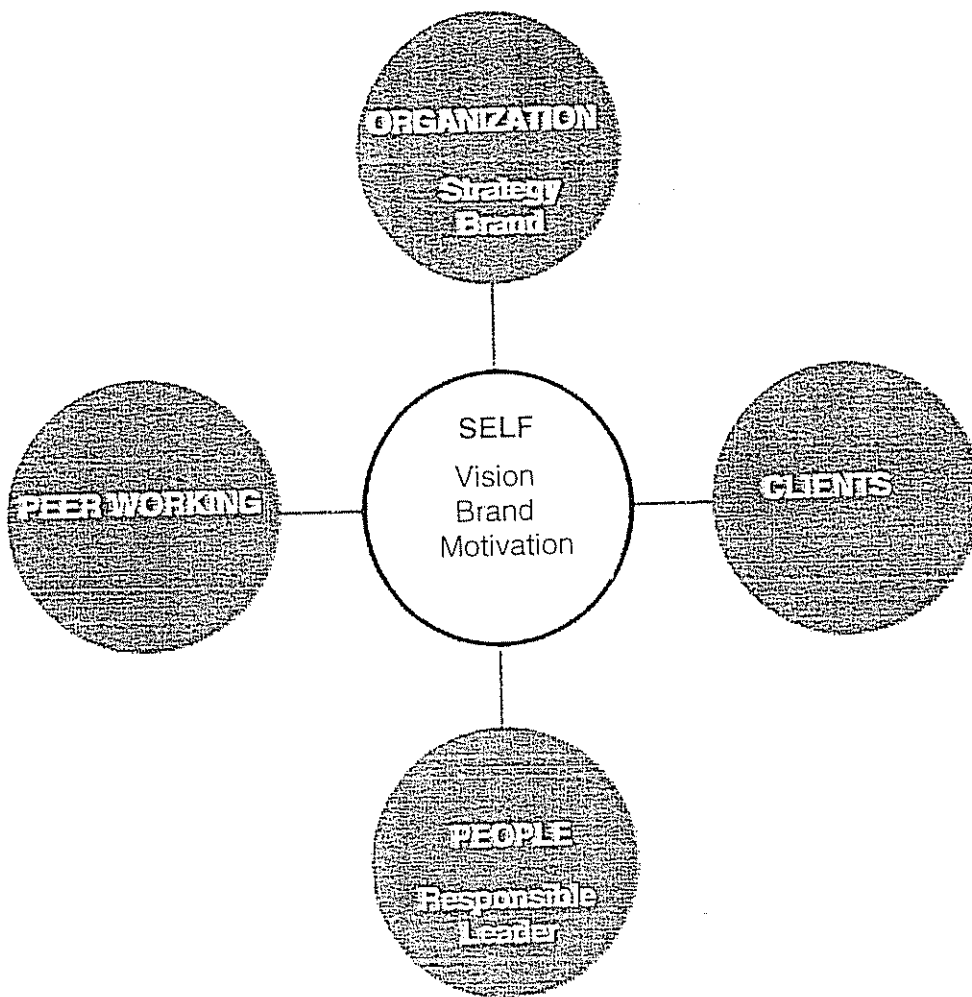 ORGANIZATION
Strategy
Brand
PEER WORKING
SELF
Vision
Brand
Motivation
CLIENTS
PEOPLE
Responsible
Leader